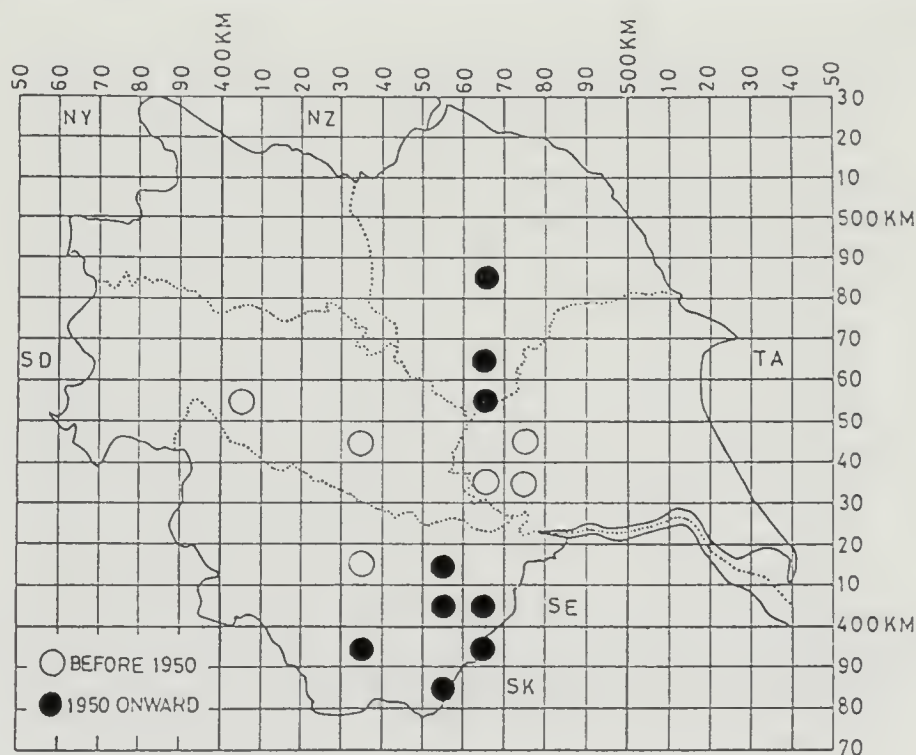 50 60 70 80 90 400KM 10 20 30 40 50 60 70 80 90 500KM 10 20 30 40 50
NY NZ
30
20
10
500KM
90
80
SD TA 70
60
50
40
30
20
SE 10
400KM
BEFORE 1950 90
SK
1950 ONWARD 80
70